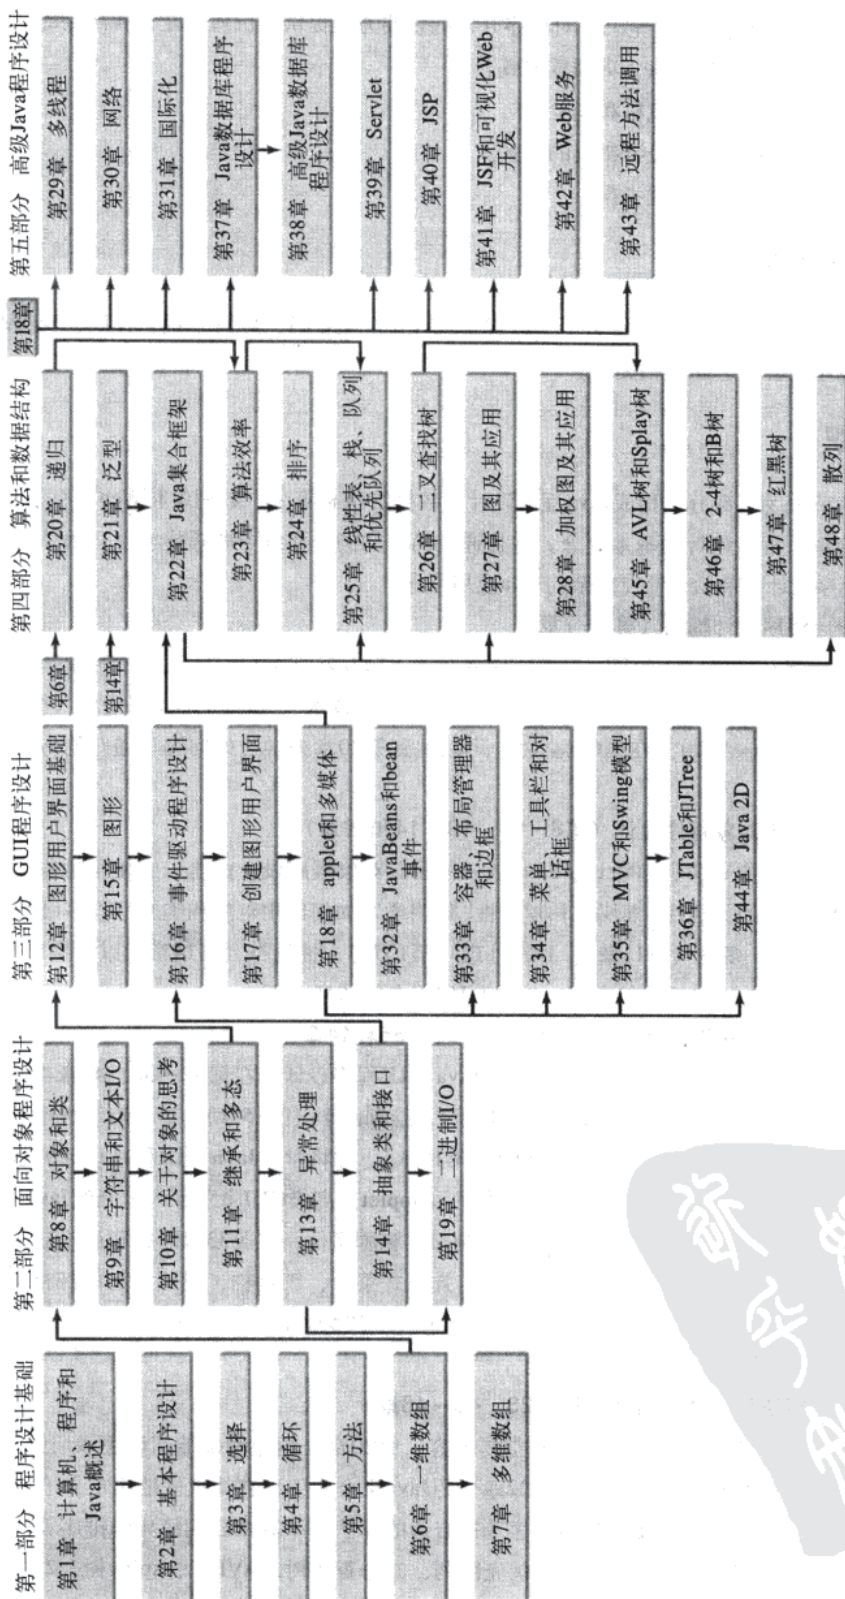 第一部分 程序设计基础
第1章 计算机、程序和
Java概述
第2章 基本程序设计
第3章 选择
第4章 循环
第5章 方法
第6章 一维数组
第7章 多维数组
第二部分 面向对象程序设计
第8章 对象和类
第9章 字符串和文本I/O
第10章 关于对象的思考
第11章 继承和多态
第13章 异常处理
第14章 抽象类和接口
第19章 二进制I/O
第三部分 GUI程序设计
第12章 图形用户界面基础
第15章 图形
第16章 事件驱动程序设计
第17章 创建图形用户界面
第18章 applet和多媒体
第32章 JavaBeans和bean
事件
第33章 容器、布局管理器
和边框
第34章 菜单、工具栏和对
话框
第35章 MVC和Swing模型
第36章 JTable和JTree
第44章 Java 2D
第四部分 算法和数据结构
第6章
第20章 递归
第14章
第21章 泛型
第22章 Java集合框架
第23章 算法效率
第24章 排序
第25章 线性表、栈、队列
和优先队列
第26章 二叉查找树
第27章 图及其应用
第28章 加权图及其应用
第45章 AVL树和Splay树
第46章 2-4树和B树
第47章 红黑树
第48章 散列
第五部分 高级Java程序设计
第18章
第29章 多线程
第30章 网络
第31章 国际化
第37章 Java数据库程序
设计
第38章 高级Java数据库
程序设计
第39章 Servlet
第40章 JSP
第41章 JSF和可视化Web
开发
第42章 Web服务
第43章 远程方法调用